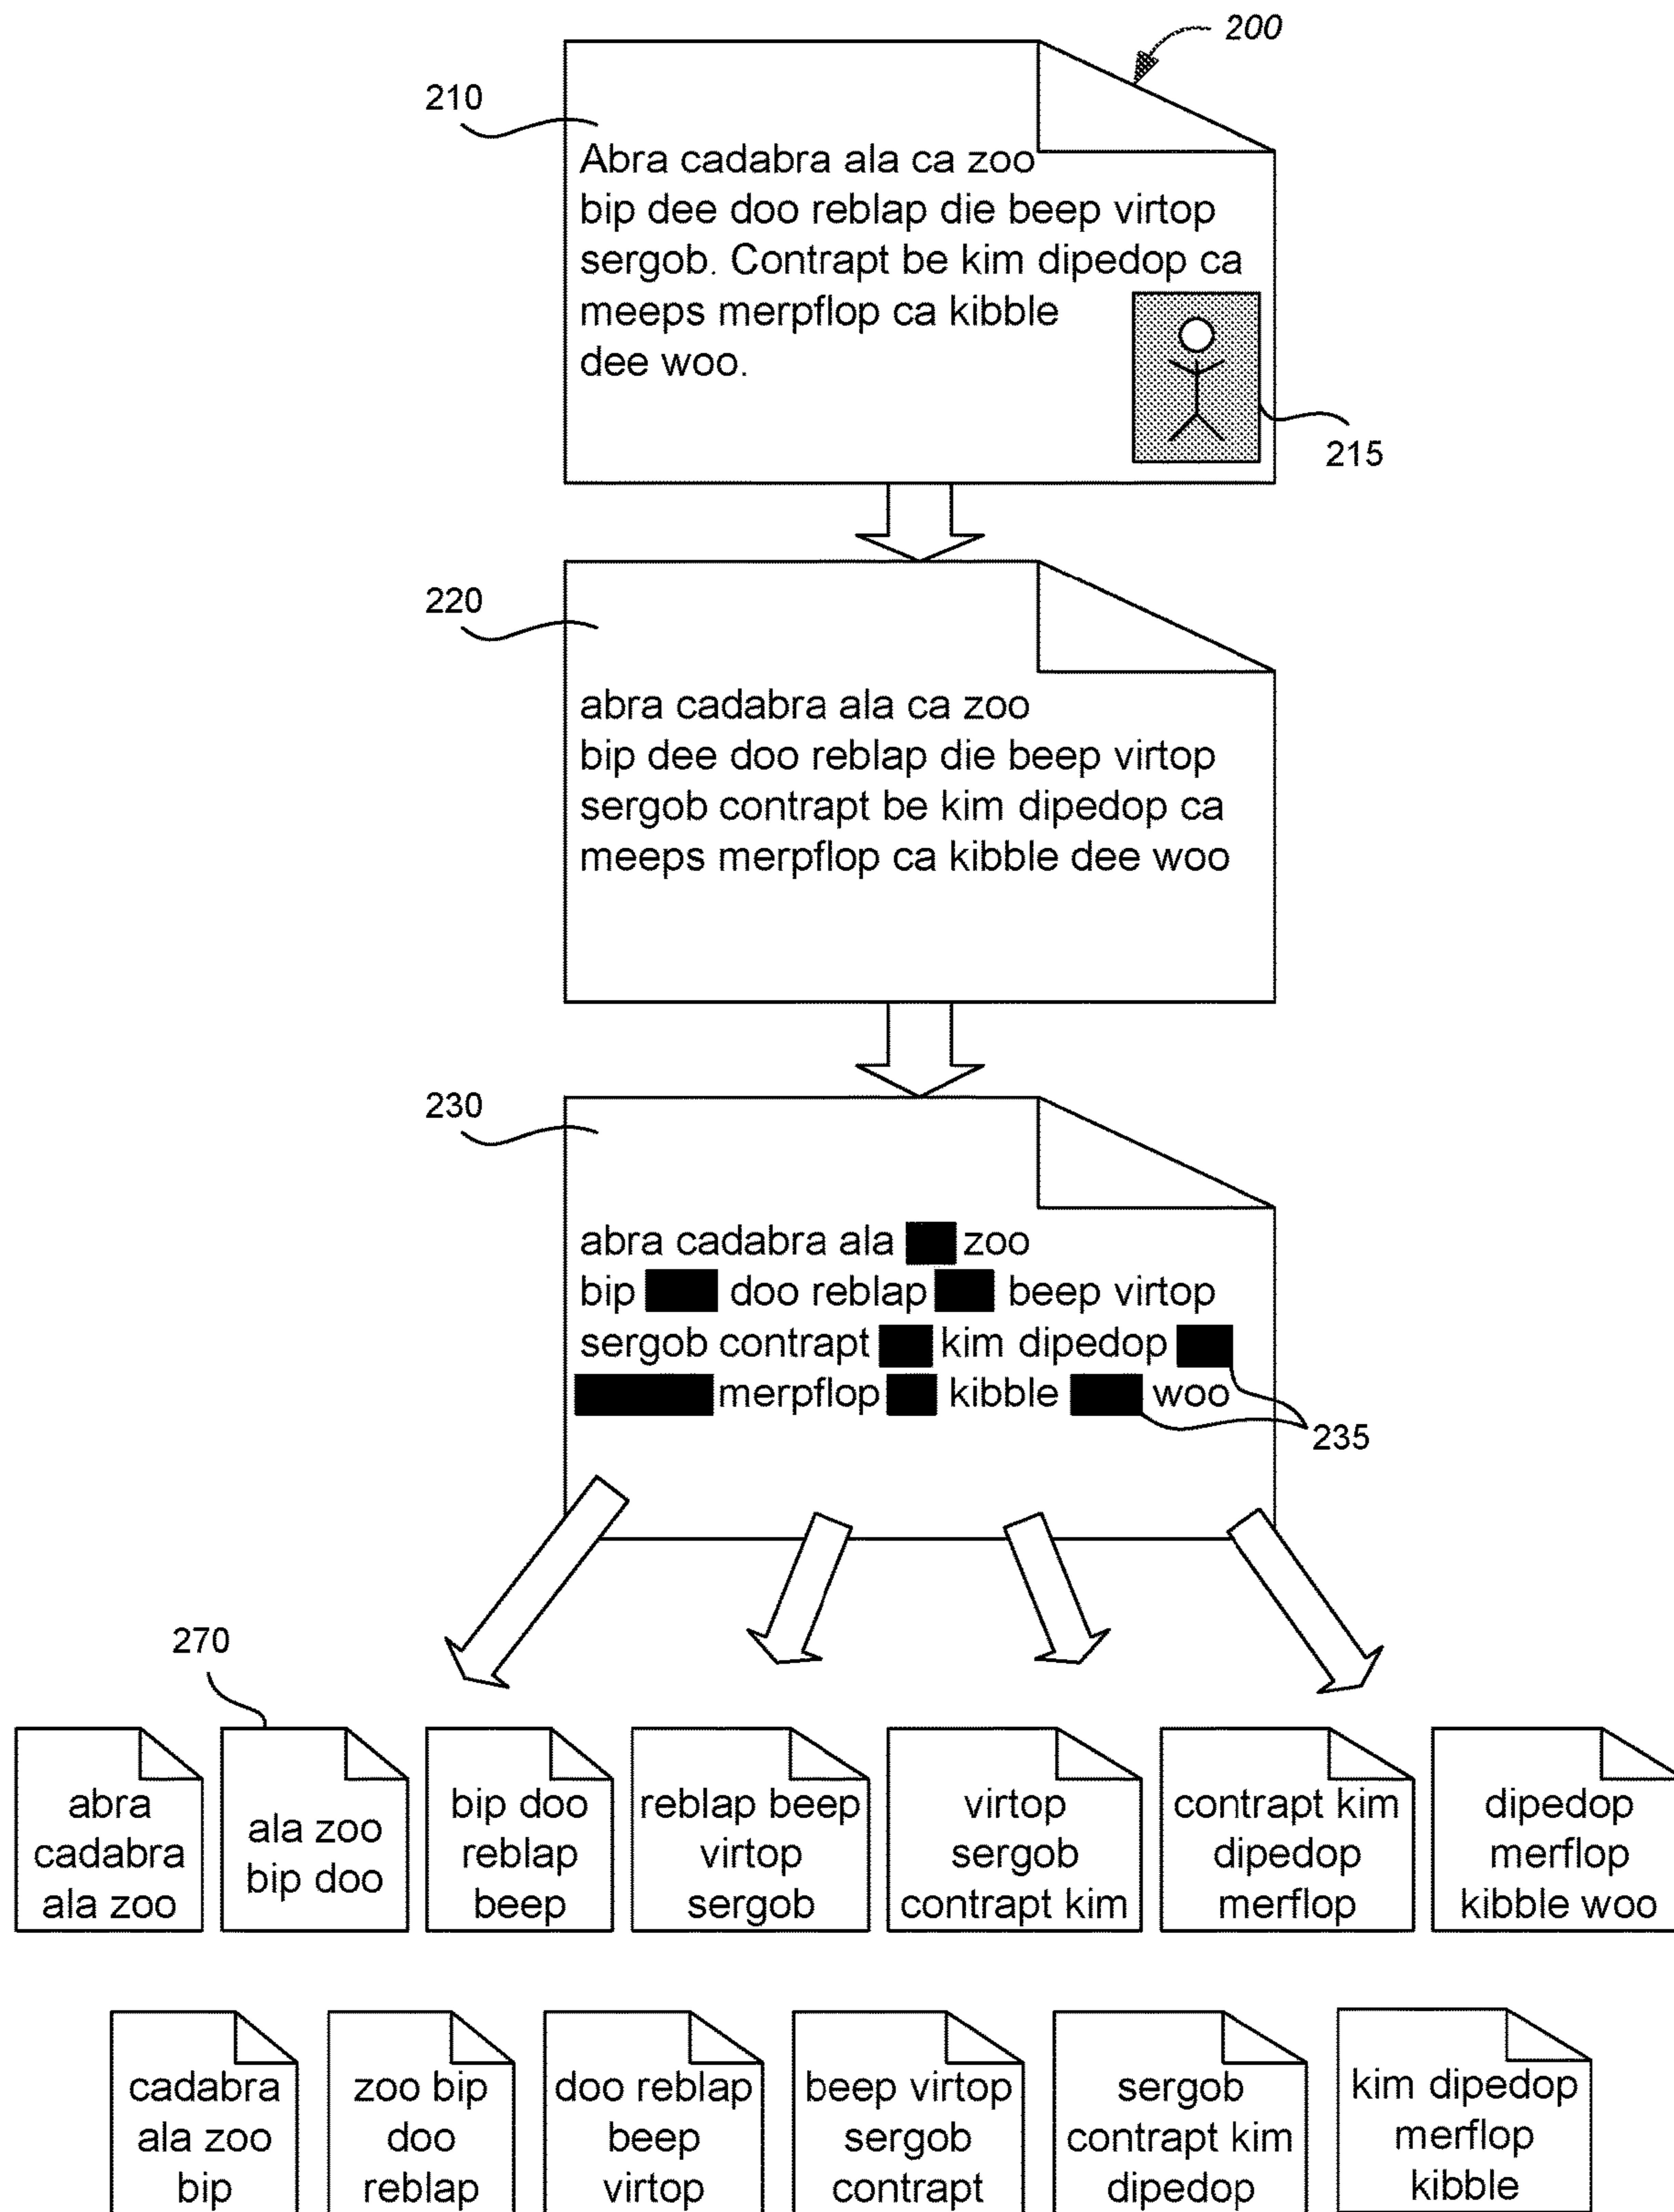 200
210
Abra cadabra ala ca zoo
bip dee doo reblap die beep virtop
sergob. Contrapt be kim dipedop ca
meeps merpflop ca kibble
dee woo.
215
220
abra cadabra ala ca zoo
bip dee doo reblap die beep virtop
sergob contrapt be kim dipedop ca
meeps merpflop ca kibble dee woo
230
abra cadabra ala zoo
bip doo reblap beep virtop
sergob contrapt kim dipedop
merpflop kibble woo
235
270
abra
cadabra
ala zoo
ala zoo
bip doo
bip doo
reblap
beep
reblap beep
virtop
sergob
virtop
sergob
contrapt kim
contrapt kim
dipedop
merflop
dipedop
merflop
kibble woo
cadabra
ala zoo
bip
zoo bip
doo
reblap
doo reblap
beep
virtop
beep virtop
sergob
contrapt
sergob
contrapt kim
dipedop
kim dipedop
merflop
kibble